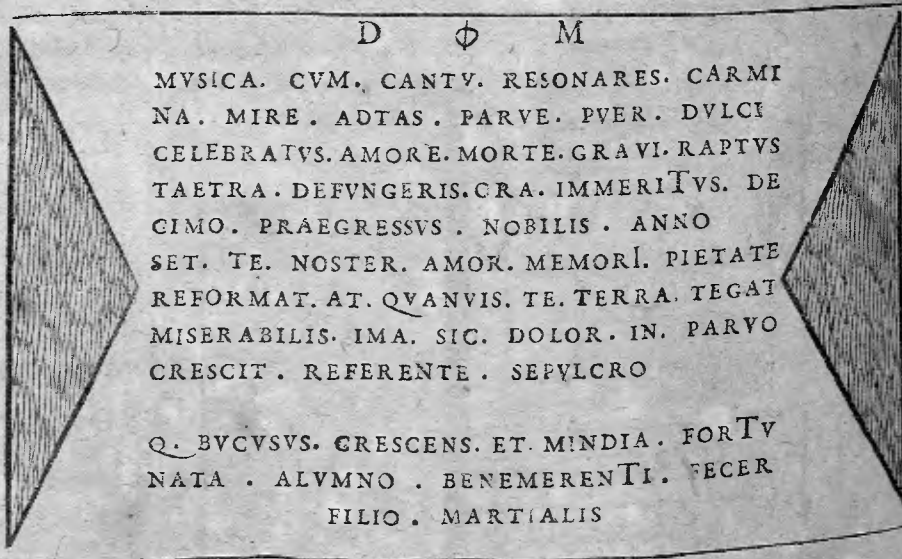 D ф M
MVSICA. CVM. CANTV. RESONARES. CARMI
NA. MIRE. ADTAS. PARVE. PVER. DVLCI
CELEBRATVS. AMORE. MORTE. GRAVI. RAPTVS
TAETRA. DEFVNGERIS. CRA. IMMERITVS. DE
CIMO. PRAEGRESSVS. NOBILIS. ANNO
SET. TE. NOSTER. AMOR. MEMORI. PIETATE
REFORMAT. AT. QVANVIS. TE. TERRA. TEGAT
MISERABILIS. IMA. SIC. DOLOR. IN. PARVO
CRESCIT. REFERENTE. SEPVLCRO
Q. BVCVSVS. CRESCENS. ET. MINDIA. FORTV
NATA. ALVMNO. BENEMERENTI. FECER
FILIO. MARTIALIS